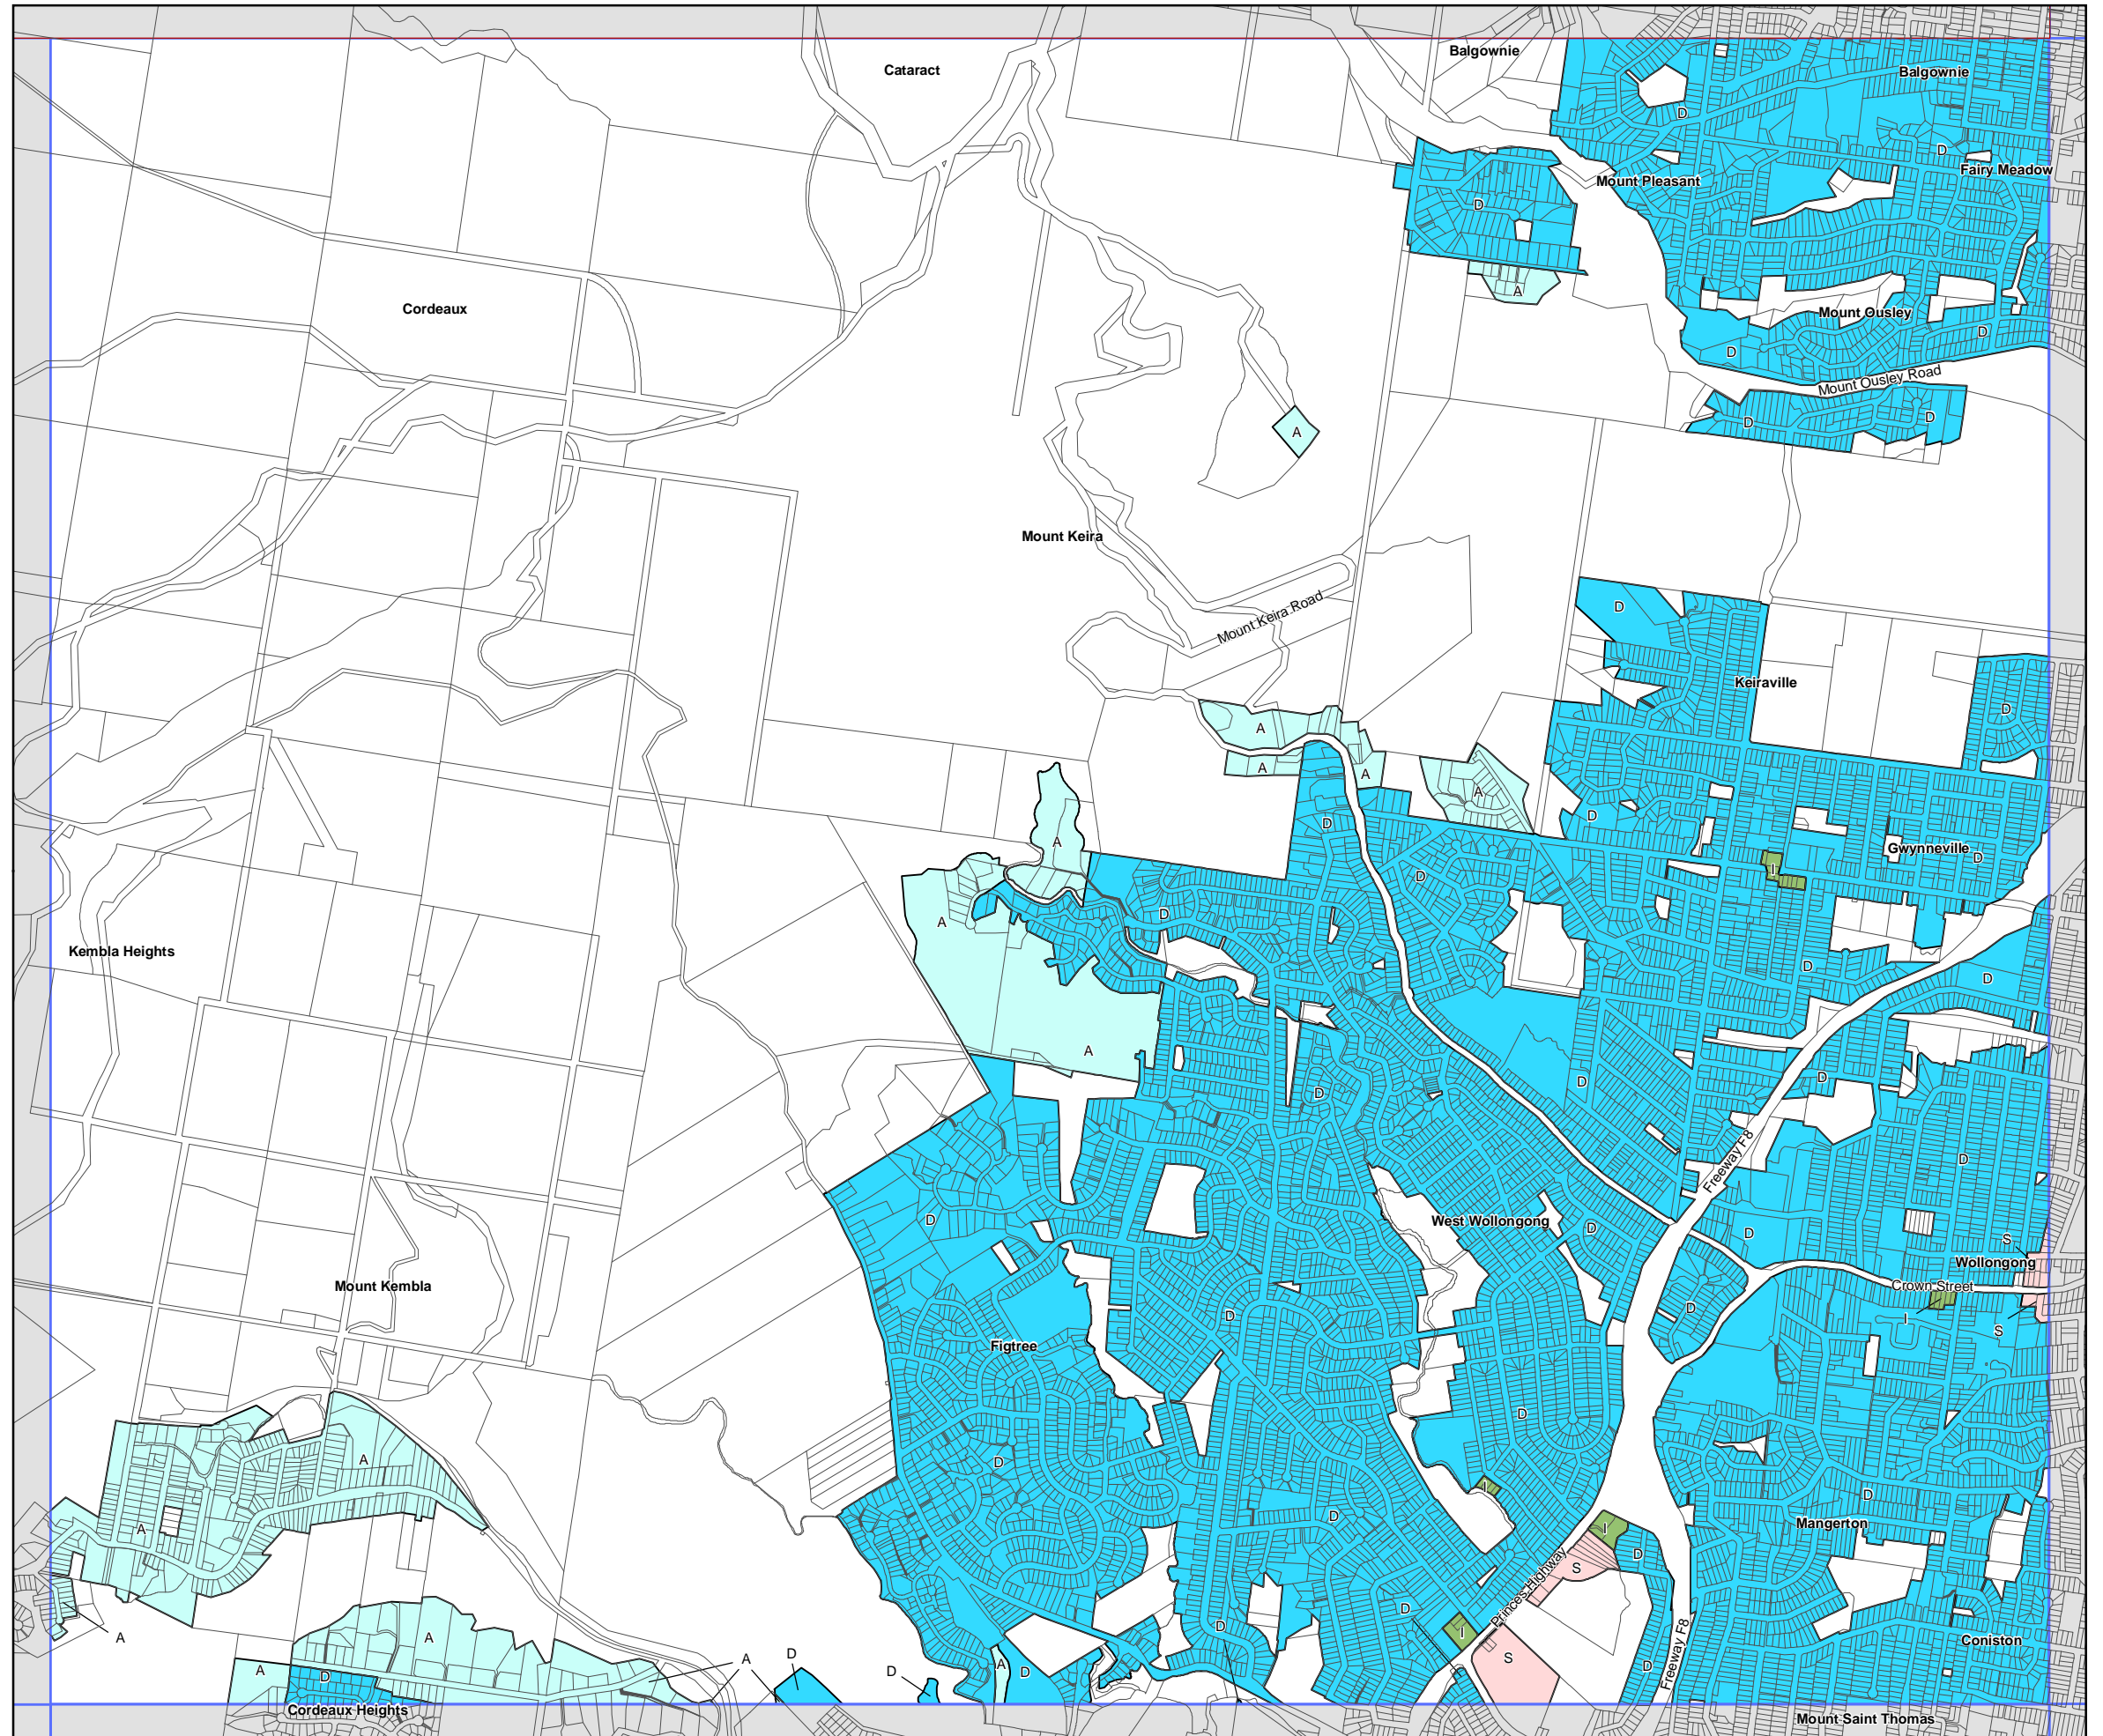 Balgownie
Cataract
Balgownie
D
D
Fairy Meadow
Mount Pleasant
D
A
Cordeaux
Mount Ousley
D
D
Mount Ousley Road
D
D
A
Mount Keira
Mount Keira Road
D
Keiraville
D
A
A
A
A
D
D
A
Gwynneville
D
I
D
D
A
Kembla Heights
D
D
A
D
D
D
Freeway F8
D
D
West Wollongong
D
D
S
Wollongong
Crown Street
Mount Kembla
D
D
I
S
Figtree
D
A
D
I
D
D
A
I
Mangerton
D
S
Princes Highway
D
D
I
A
A
Coniston
A
D
A
D
D
A
D
S
D
Freeway F8
Cordeaux Heights
Mount Saint Thomas